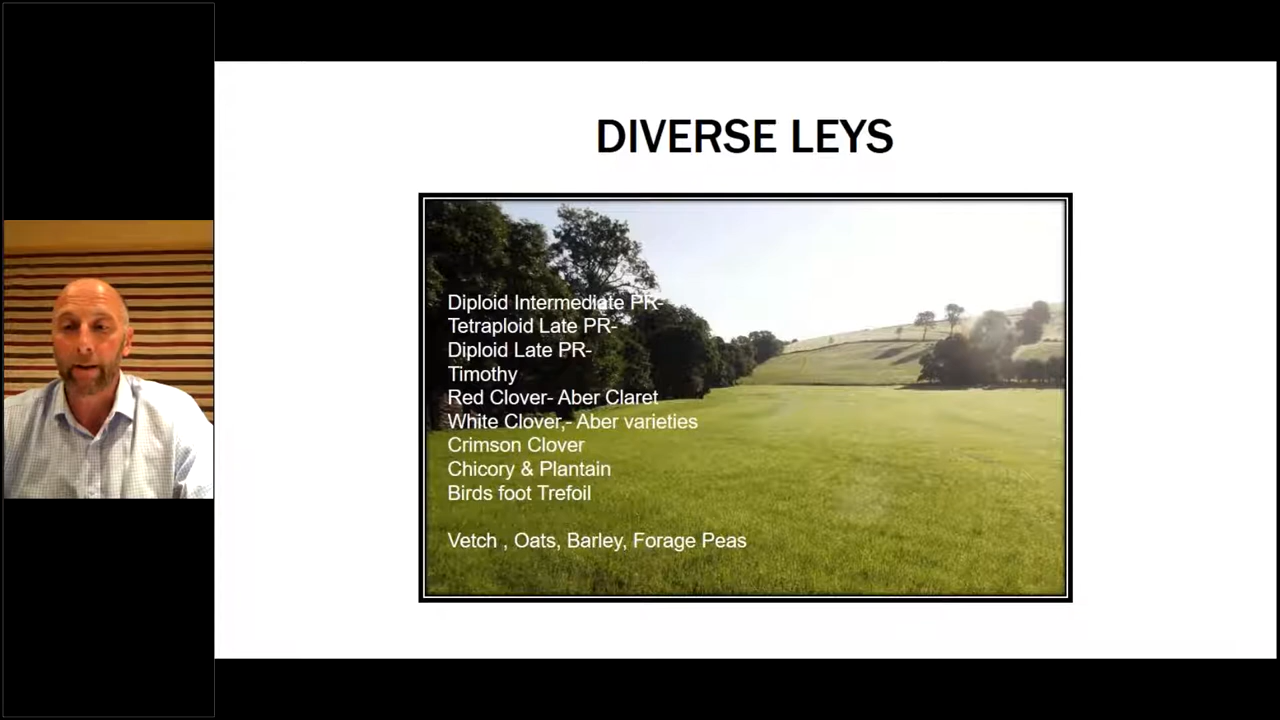 DIVERSE LEYS
Diploid Intermediate PR-
Tetraploid Late PR-
Diploid Late PR-
Timothy
Red Clover- Aber Claret
White Clover,- Aber varieties
Crimson Clover
Chicory & Plantain
Birds foot Trefoil
Vetch , Oats, Barley, Forage Peas